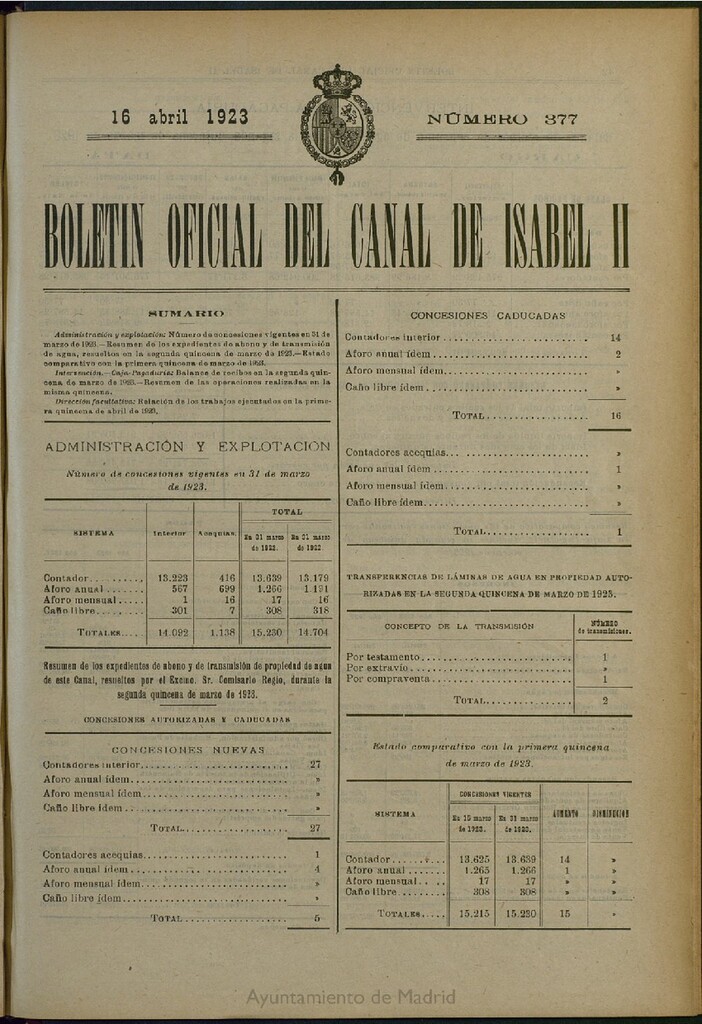 16 abril 1923
NÚMERO 377
BOLETIN OFICIAL DEL CANAL DE ISABEL II
SUMARIO
Administración y explotación: Número de concesiones vigentes en 31 de
marzo de 1923.—Resumen de los expedientes de abono y de transmisión
de agua, resueltos en la segunda quincena de marzo de 1923.—Estado
comparativo con la primera quincena de marzo de 1923.
Intervención.—Caja-Pagaduría: Balance de recibos en la segunda quin-
cena de marzo de 1923.—Resumen de las operaciones realizadas en la
misma quincena.
Dirección facultativa: Relación de los trabajos ejecutados en la prime-
ra quincena de abril de 1923.
ADMINISTRACIÓN Y EXPLOTACIÓN
Número de concesiones vigentes en 31 de marzo
de 1923.
SISTEMA Interior Acequias. TOTAL
En 31 marzo de 1923. En 31 marzo de 1922.
Contador......... 13.223 416 13.639 13.179
Aforo anual...... 567 699 1.266 1.191
Aforo mensual..... 1 16 17 16
Caño libre........ 301 7 308 318
TOTALES.... 14.092 1.138 15.230 14.704
Resumen de los expedientes de abono y de transmisión de propiedad de agua
de este Canal, resueltos por el Excmo. Sr. Comisario Regio, durante la
segunda quincena de marzo de 1923.
CONCESIONES AUTORIZADAS Y CADUCADAS
CONCESIONES NUEVAS
Contadores interior.................... 27
Aforo anual ídem...................... »
Aforo mensual ídem.................... »
Caño libre ídem....................... »
TOTAL................... 27
Contadores acequias................... 1
Aforo anual ídem...................... 4
Aforo mensual ídem.................... »
Caño libre ídem....................... »
TOTAL................... 5
CONCESIONES CADUCADAS
Contadores interior.................... 14
Aforo anual ídem...................... 2
Aforo mensual ídem.................... »
Caño libre ídem....................... »
TOTAL................... 16
Contadores acequias................... »
Aforo anual ídem...................... 1
Aforo mensual ídem.................... »
Caño libre ídem....................... »
TOTAL................... 1
TRANSFERENCIAS DE LÁMINAS DE AGUA EN PROPIEDAD AUTO-
RIZADAS EN LA SEGUNDA QUINCENA DE MARZO DE 1923.
CONCEPTO DE LA TRANSMISIÓN NÚMERO de transmisiones.
Por testamento........................ 1
Por extravío.......................... »
Por compraventa....................... 1
TOTAL............ 2
Estado comparativo con la primera quincena
de marzo de 1923.
SISTEMA CONCESIONES VIGENTES AUMENTO DISMINUCIÓN
En 15 marzo de 1923. En 31 marzo de 1923.
Contador......... 13.625 13.639 14 »
Aforo anual...... 1.265 1.266 1 »
Aforo mensual.... 17 17 » »
Caño libre....... 308 308 » »
TOTALES.... 15.215 15.230 15 »
Ayuntamiento de Madrid